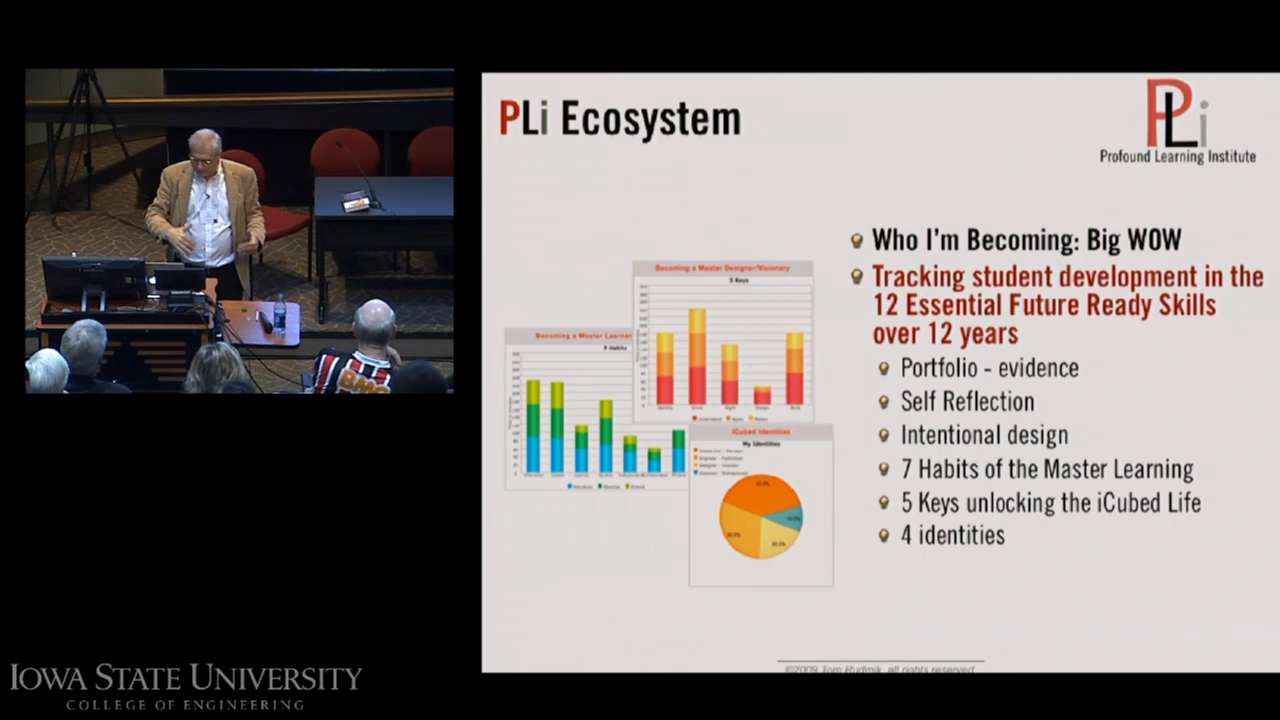 PLi Ecosystem
PLi
Profound Learning Institute
Who I'm Becoming: Big WOW
Tracking student development in the
12 Essential Future Ready Skills
over 12 years
Portfolio - evidence
Self Reflection
Intentional design
7 Habits of the Master Learning
5 Keys unlocking the iCubed Life
4 identities
Becoming a Master Designer/Visionary
5 Keys
Becoming a Master Learner
7 Habits
iCubed Identities
My Identities
©2009 Tom Rudmik, all rights reserved
IOWA STATE UNIVERSITY
COLLEGE OF ENGINEERING